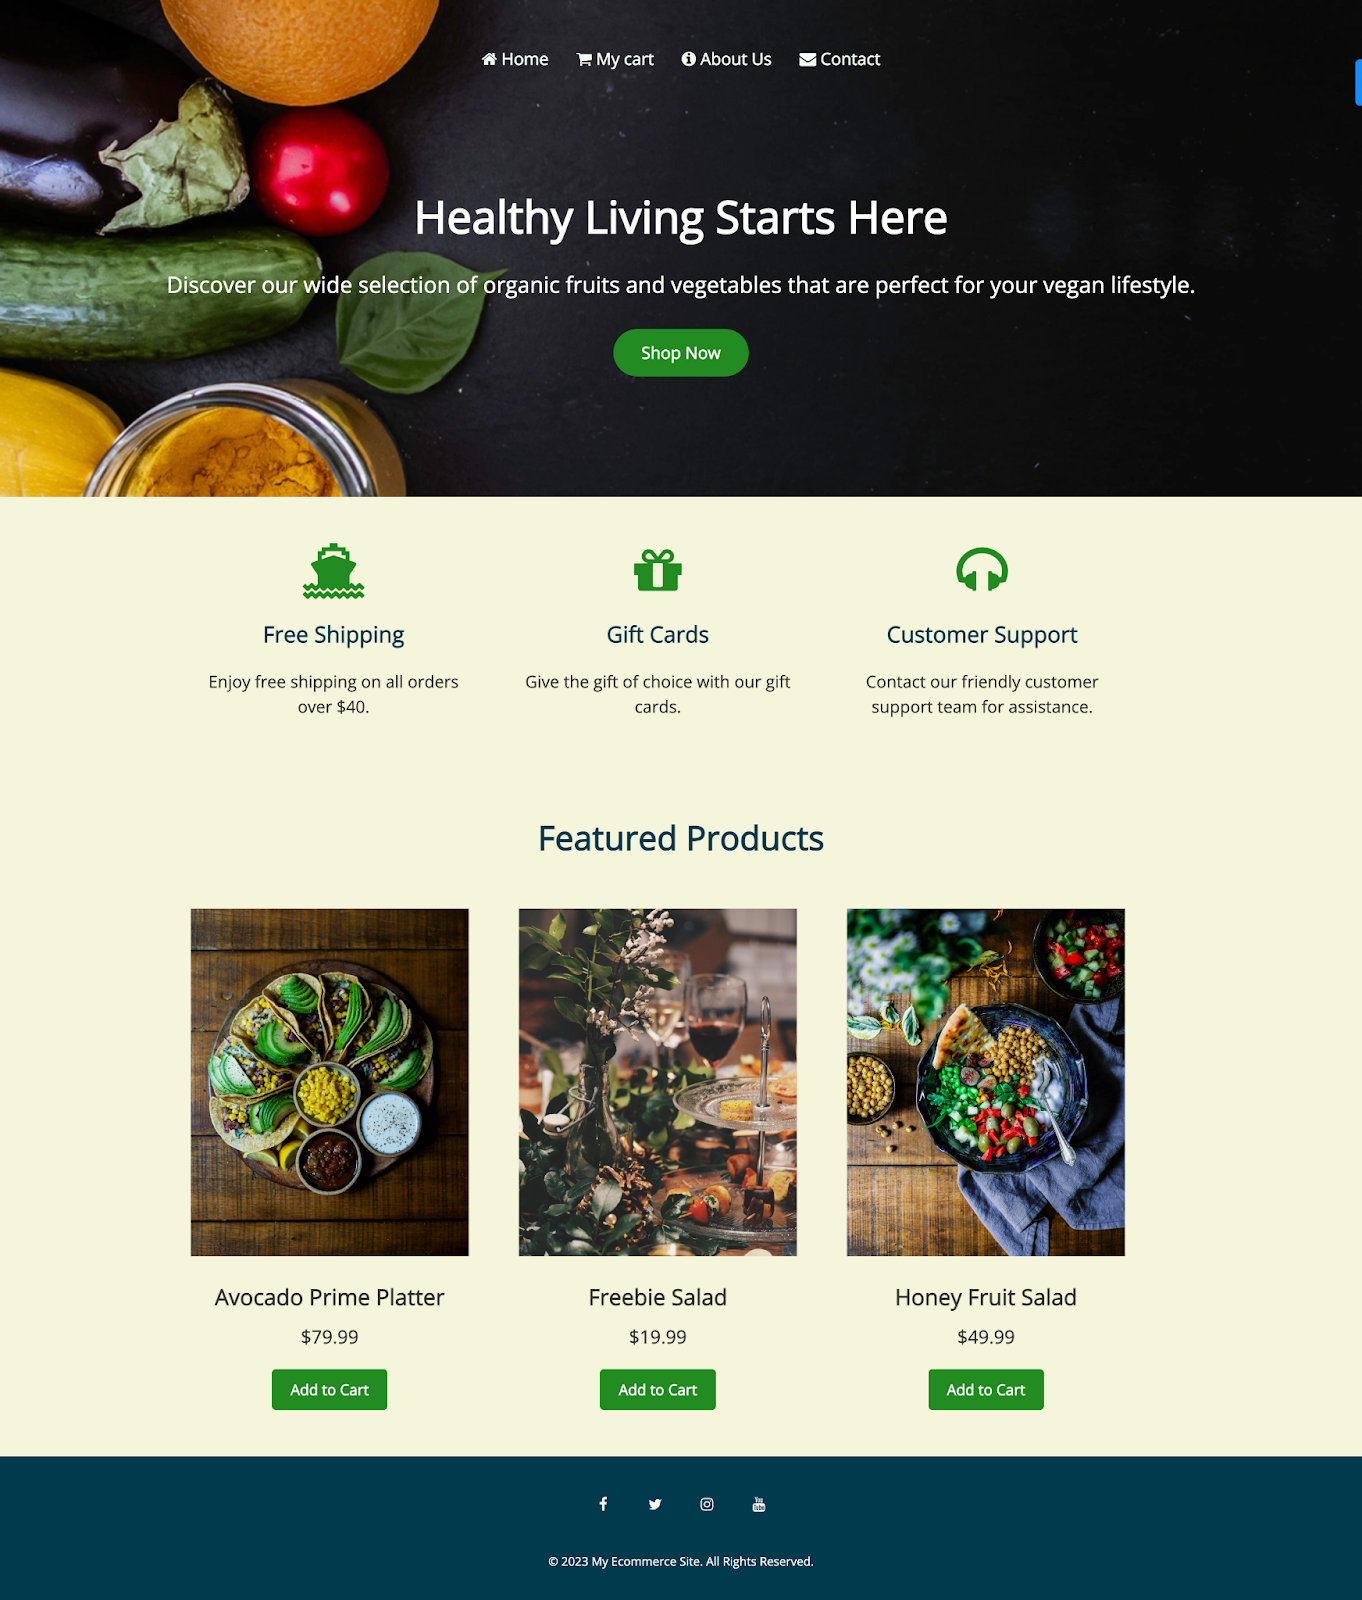 Home My cart About Us Contact
Healthy Living Starts Here
Discover our wide selection of organic fruits and vegetables that are perfect for your vegan lifestyle.
Shop Now
Free Shipping
Enjoy free shipping on all orders
over $40.
Gift Cards
Give the gift of choice with our gift
cards.
Customer Support
Contact our friendly customer
support team for assistance.
Featured Products
Avocado Prime Platter
$79.99
Add to Cart
Freebie Salad
$19.99
Add to Cart
Honey Fruit Salad
$49.99
Add to Cart
You
Tube
© 2023 My Ecommerce Site. All Rights Reserved.